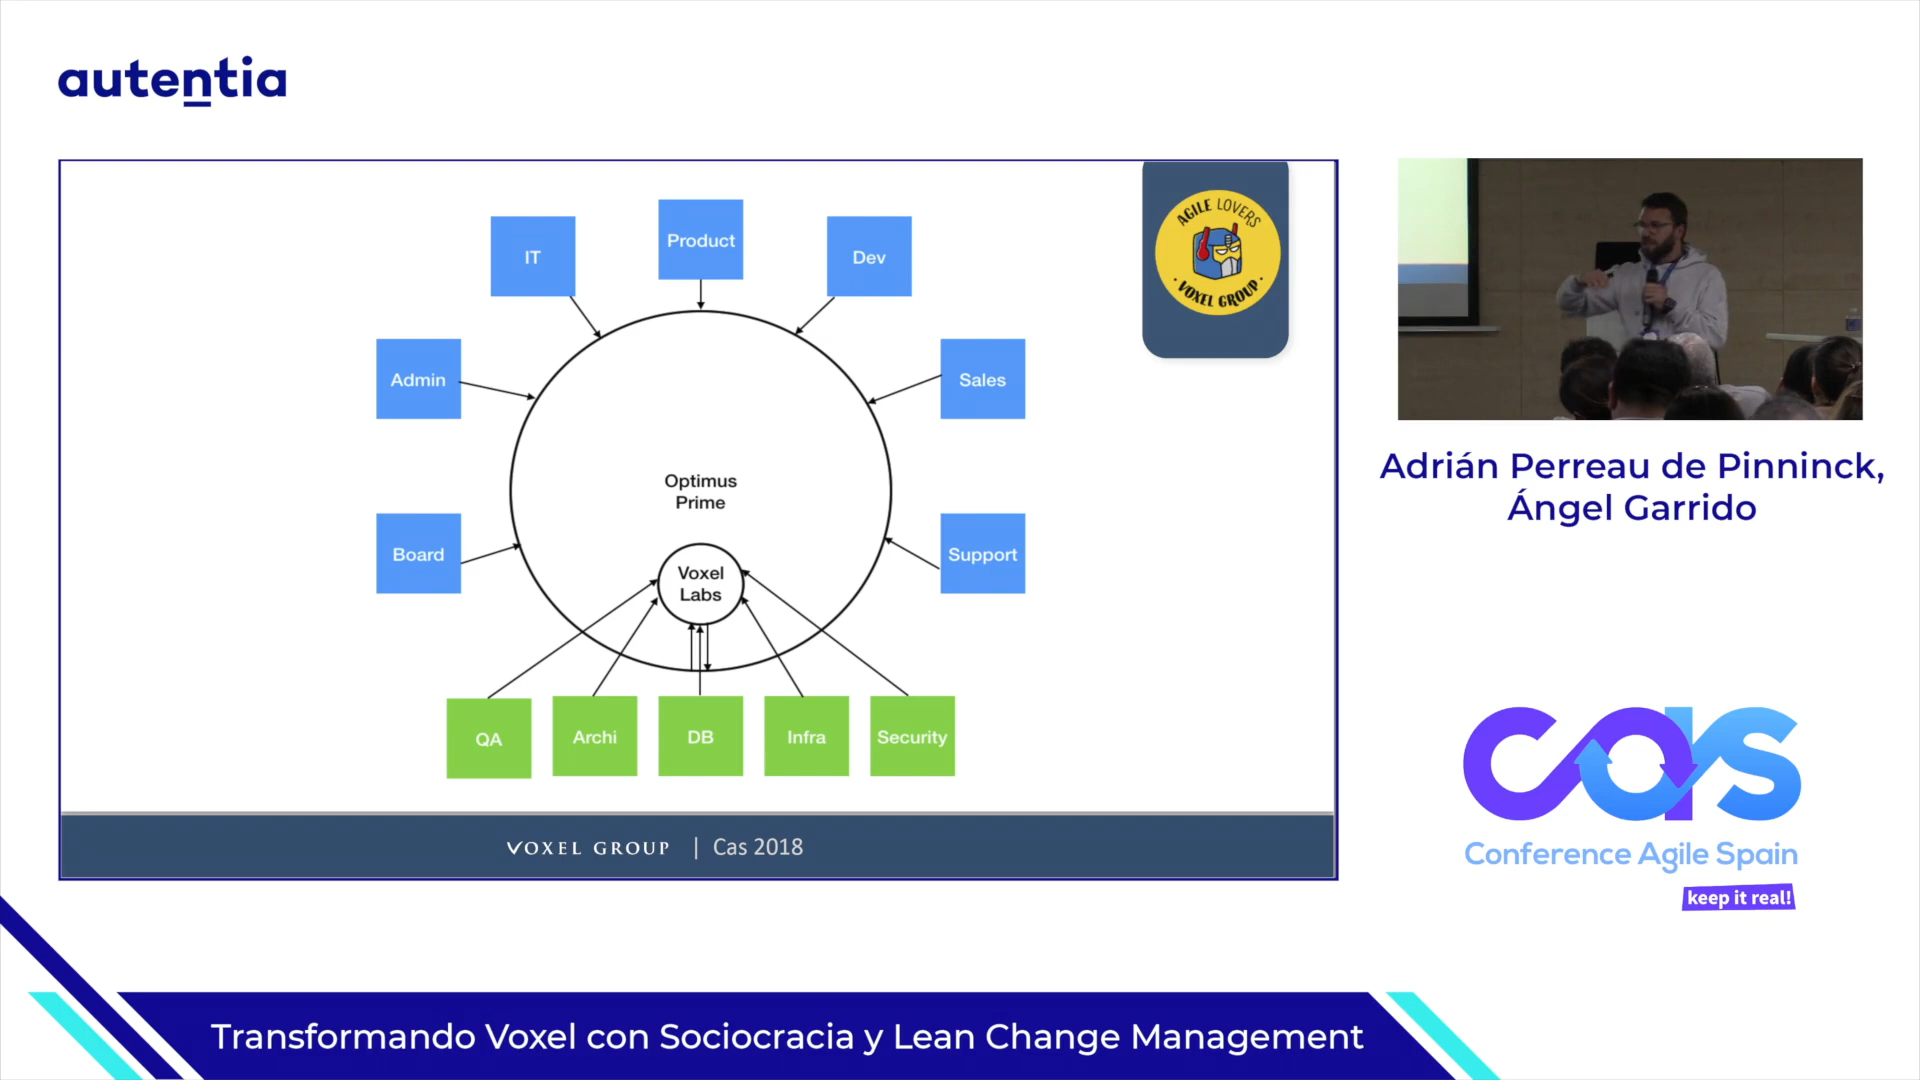 autentia
IT
Product
Dev
AGILE LOVERS
· VOXEL GROUP ·
Admin
Sales
Optimus
Prime
Board
Support
Voxel
Labs
QA
Archi
DB
Infra
Security
VOXEL GROUP | Cas 2018
Adrián Perreau de Pinninck,
Ángel Garrido
cas
Conference Agile Spain
keep it real!
Transformando Voxel con Sociocracia y Lean Change Management